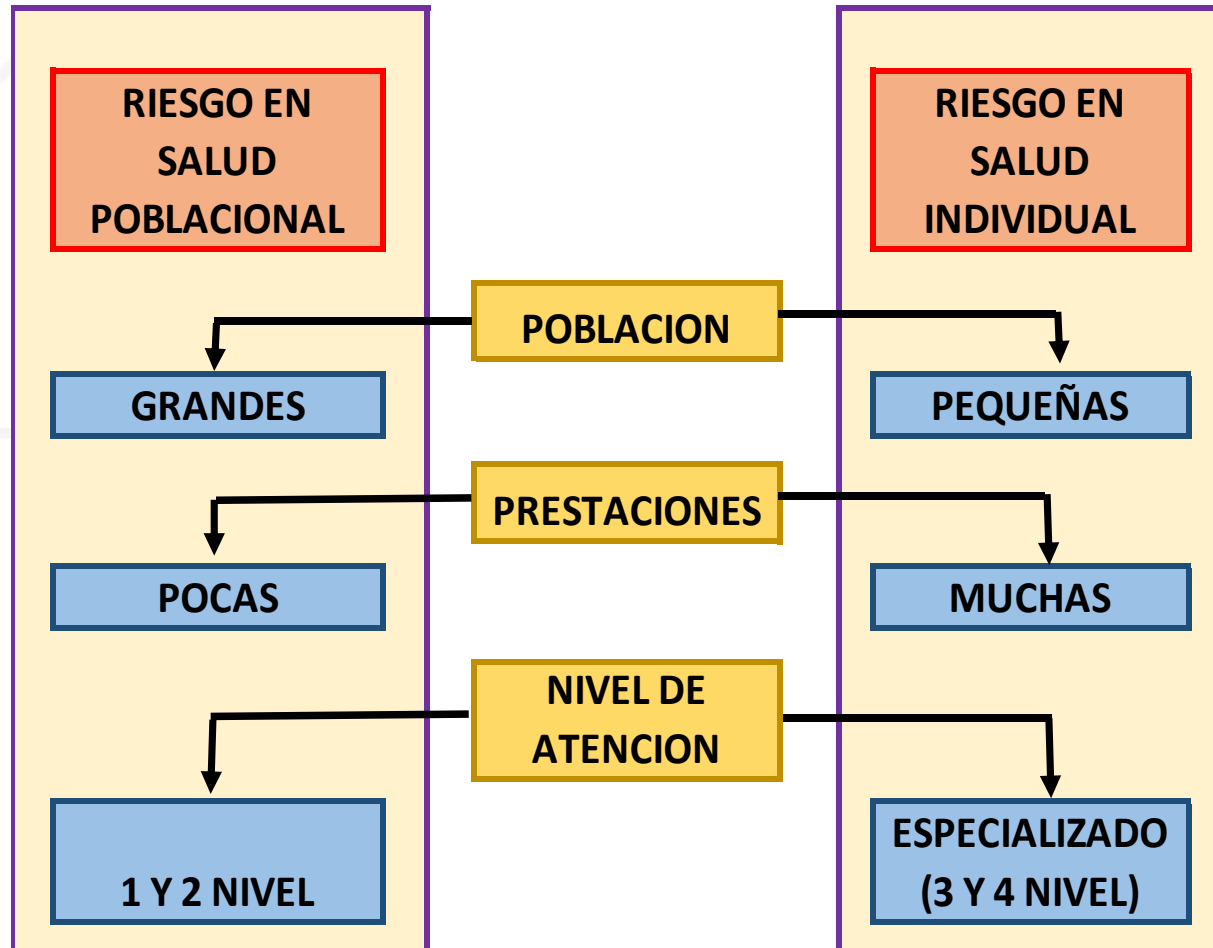 RIESGO EN
SALUD
POBLACIONAL
RIESGO EN
SALUD
INDIVIDUAL
POBLACION
GRANDES
PEQUEÑAS
PRESTACIONES
POCAS
MUCHAS
NIVEL DE
ATENCION
1 Y 2 NIVEL
ESPECIALIZADO
(3 Y 4 NIVEL)